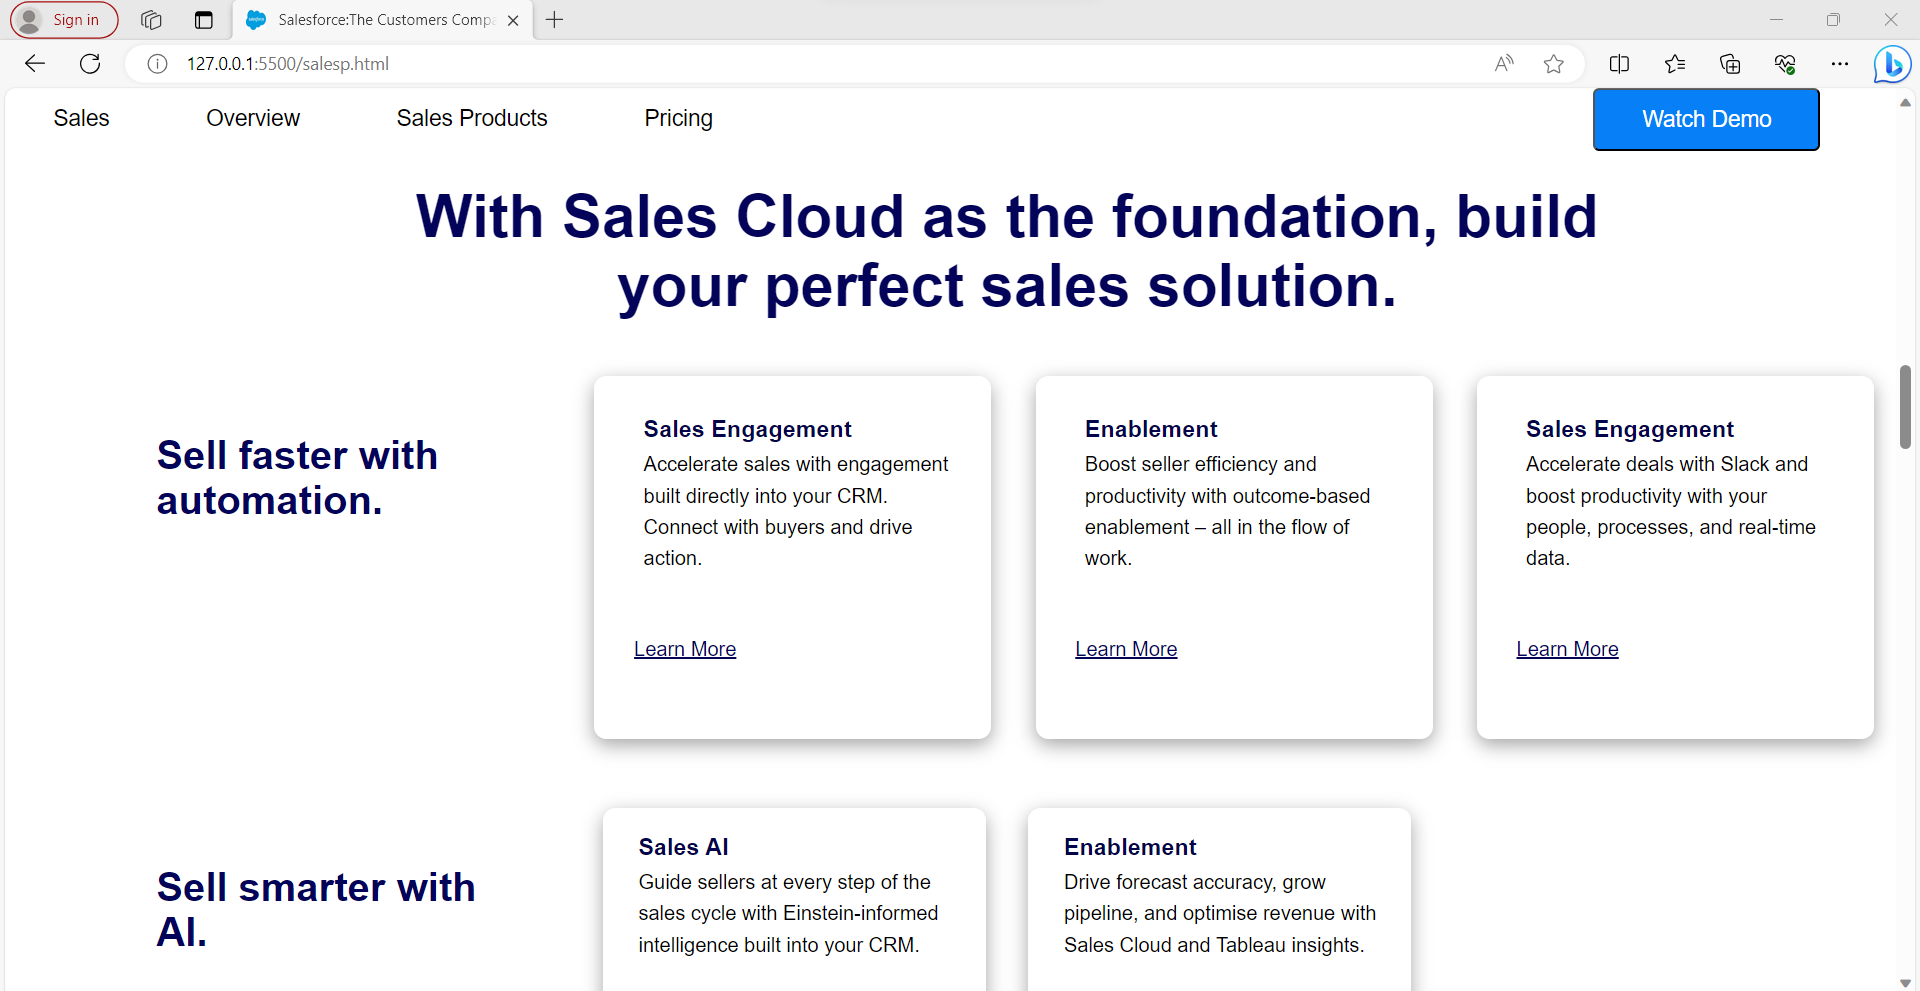 Sign in
Salesforce:The Customers Compa
127.0.0.1:5500/salesp.html
Sales Overview Sales Products Pricing Watch Demo
With Sales Cloud as the foundation, build
your perfect sales solution.
Sell faster with
automation.
Sales Engagement
Accelerate sales with engagement
built directly into your CRM.
Connect with buyers and drive
action.
Learn More
Enablement
Boost seller efficiency and
productivity with outcome-based
enablement – all in the flow of
work.
Learn More
Sales Engagement
Accelerate deals with Slack and
boost productivity with your
people, processes, and real-time
data.
Learn More
Sell smarter with
AI.
Sales AI
Guide sellers at every step of the
sales cycle with Einstein-informed
intelligence built into your CRM.
Enablement
Drive forecast accuracy, grow
pipeline, and optimise revenue with
Sales Cloud and Tableau insights.